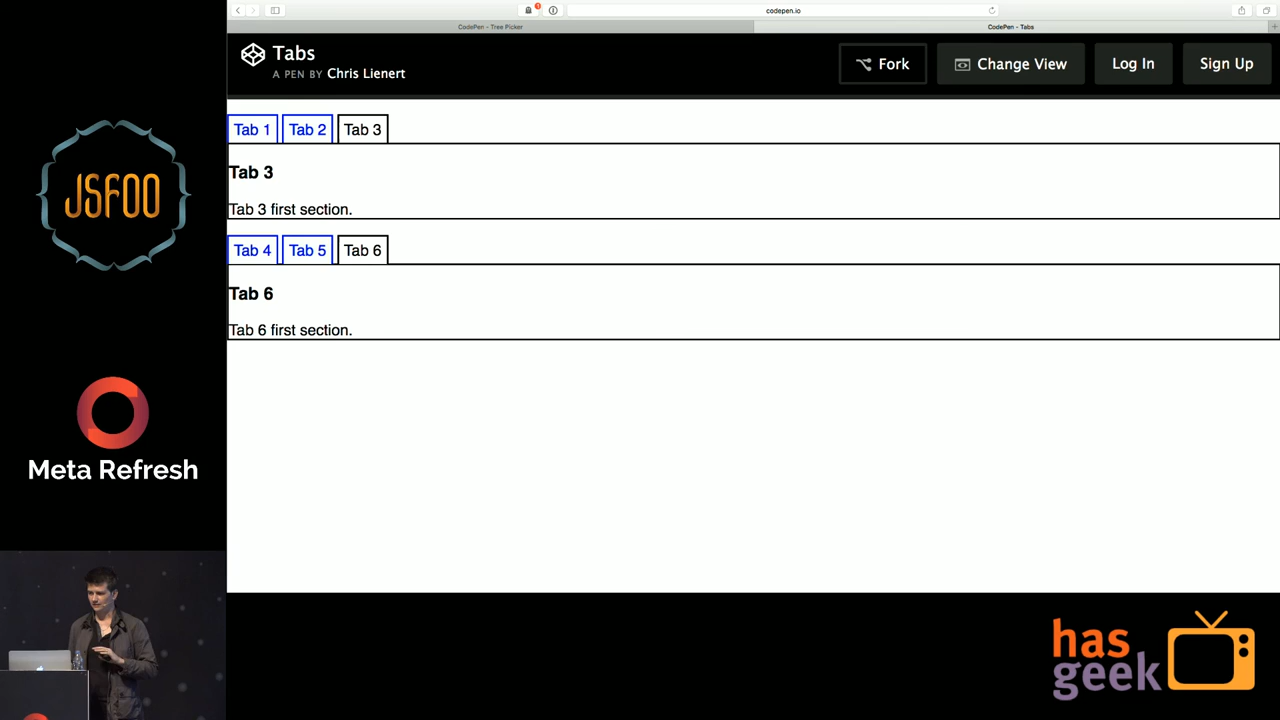 codepen.io
CodePen - Tree Picker
CodePen - Tabs
Tabs
A PEN BY Chris Lienert
Fork
Change View
Log In
Sign Up
Tab 1
Tab 2
Tab 3
Tab 3
Tab 3 first section.
Tab 4
Tab 5
Tab 6
Tab 6
Tab 6 first section.
JSFOO
Meta Refresh
has
geek